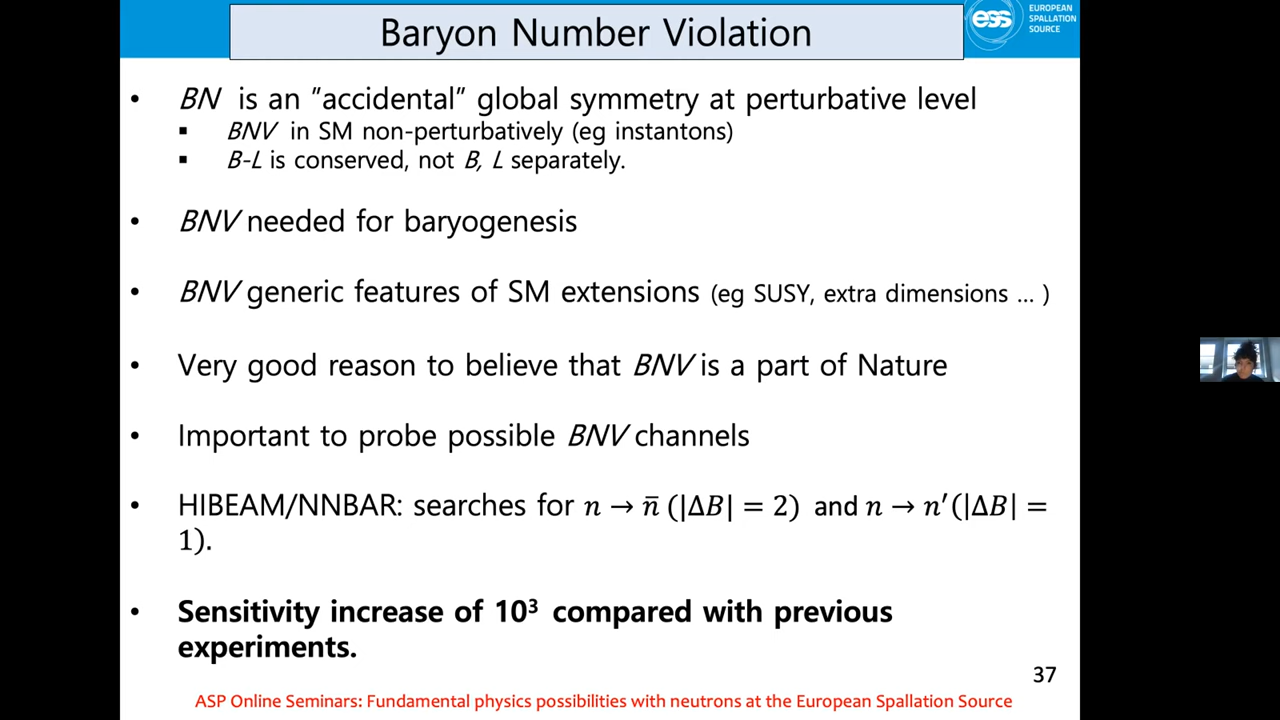 Baryon Number Violation
ess
EUROPEAN
SPALLATION
SOURCE
• BN is an ”accidental” global symmetry at perturbative level
▪ BNV in SM non-perturbatively (eg instantons)
▪ B-L is conserved, not B, L separately.
• BNV needed for baryogenesis
• BNV generic features of SM extensions (eg SUSY, extra dimensions ... )
• Very good reason to believe that BNV is a part of Nature
• Important to probe possible BNV channels
• HIBEAM/NNBAR: searches for n → n̄ (|ΔB| = 2) and n → n′(|ΔB| =
1).
• Sensitivity increase of 10³ compared with previous
experiments.
37
ASP Online Seminars: Fundamental physics possibilities with neutrons at the European Spallation Source